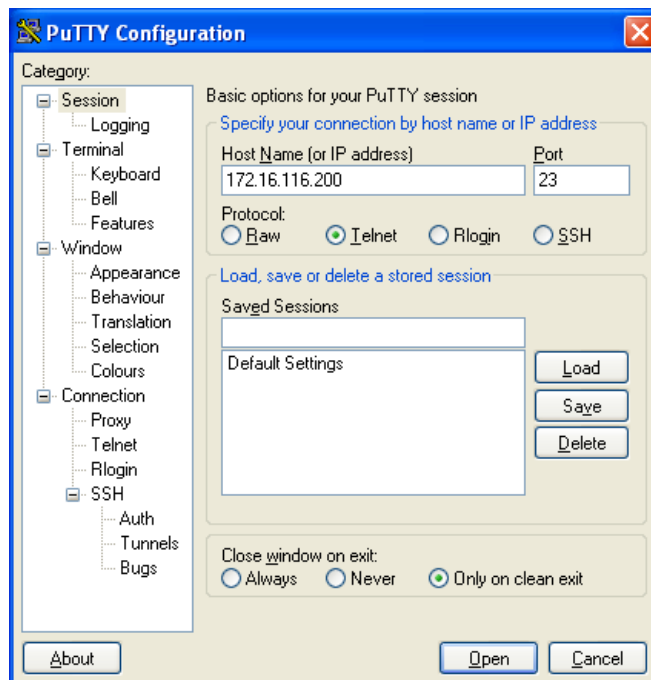 PuTTY Configuration
Category:
Session
Logging
Terminal
Keyboard
Bell
Features
Window
Appearance
Behaviour
Translation
Selection
Colours
Connection
Proxy
Telnet
Rlogin
SSH
Auth
Tunnels
Bugs
Basic options for your PuTTY session
Specify your connection by host name or IP address
Host Name (or IP address) Port
172.16.116.200 23
Protocol:
Raw Telnet Rlogin SSH
Load, save or delete a stored session
Saved Sessions
Default Settings
Load
Save
Delete
Close window on exit:
Always Never Only on clean exit
About Open Cancel